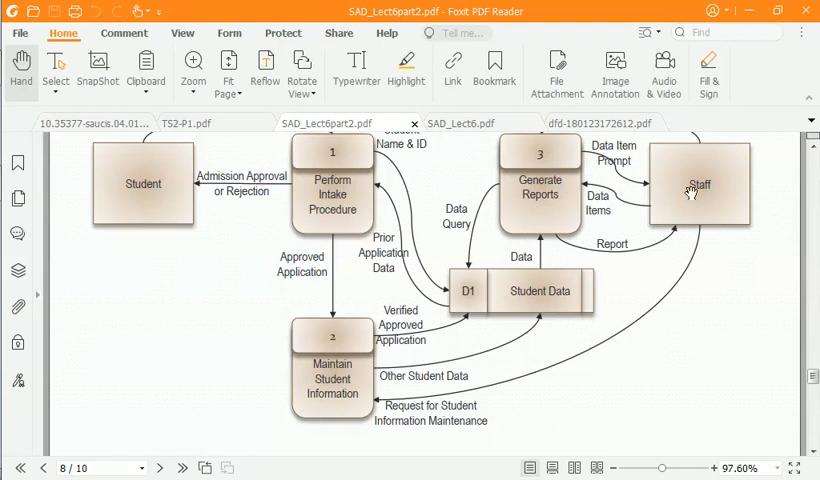 SAD_Lect6part2.pdf - Foxit PDF Reader
File Home Comment View Form Protect Share Help Tell me... Find
Hand
Select
SnapShot
Clipboard
Zoom
Fit
Page
Reflow
Rotate
View
Typewriter
Highlight
Link
Bookmark
File
Attachment
Image
Annotation
Audio
& Video
Fill &
Sign
10.35377-saucis.04.01... TS2-P1.pdf SAD_Lect6part2.pdf SAD_Lect6.pdf dfd-180123172612.pdf
Name & ID
Student
Admission Approval
or Rejection
1
Perform
Intake
Procedure
3
Generate
Reports
Data Item
Prompt
Staff
Data
Items
Data
Query
Report
Approved
Application
Prior
Application
Data
Data
D1 Student Data
Verified
Approved
Application
2
Maintain
Student
Information
Other Student Data
Request for Student
Information Maintenance
8 / 10
97.60%